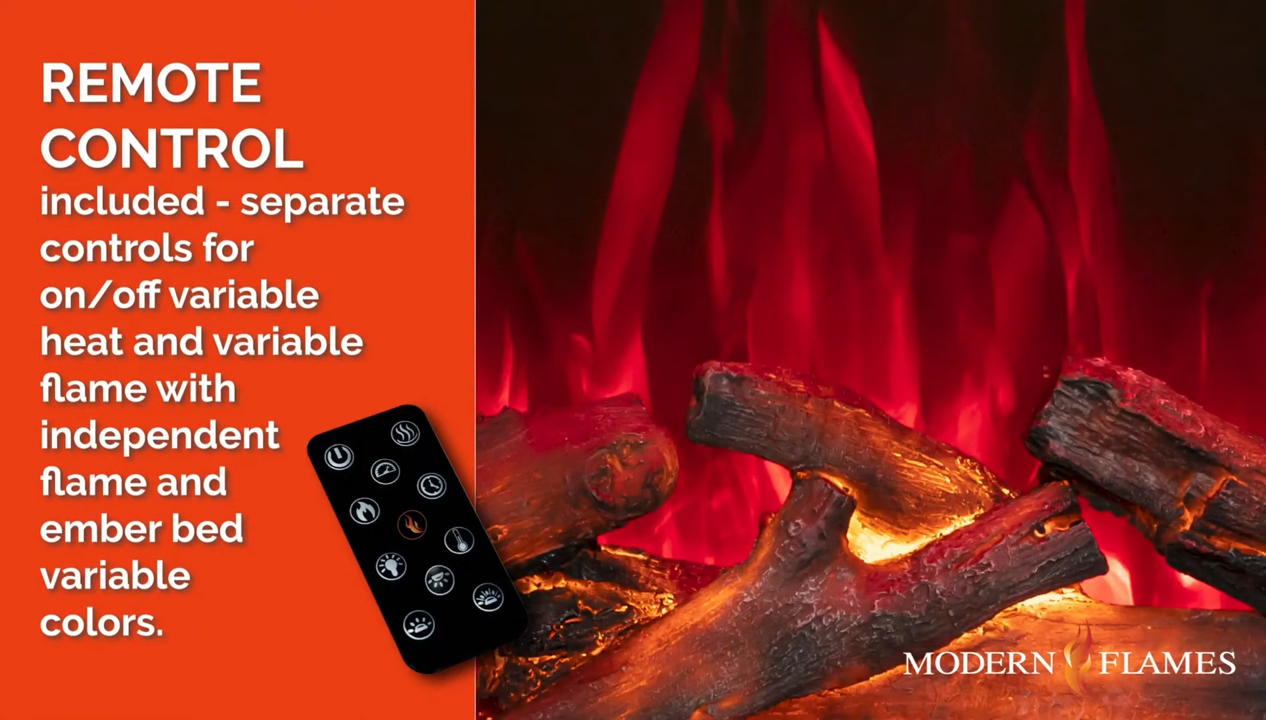 REMOTE
CONTROL
included - separate
controls for
on/off variable
heat and variable
flame with
independent
flame and
ember bed
variable
colors.
MODERN FLAMES